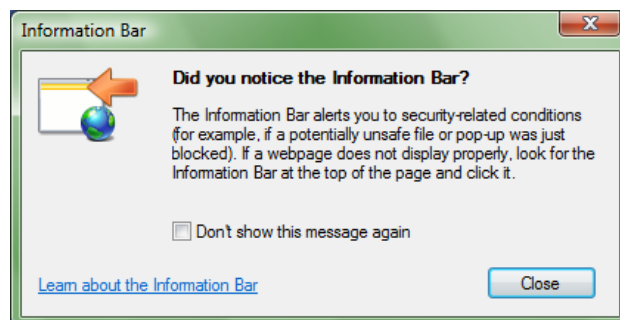 Information Bar
Did you notice the Information Bar?
The Information Bar alerts you to security-related conditions
(for example, if a potentially unsafe file or pop-up was just
blocked). If a webpage does not display properly, look for the
Information Bar at the top of the page and click it.
Don't show this message again
Learn about the Information Bar
Close